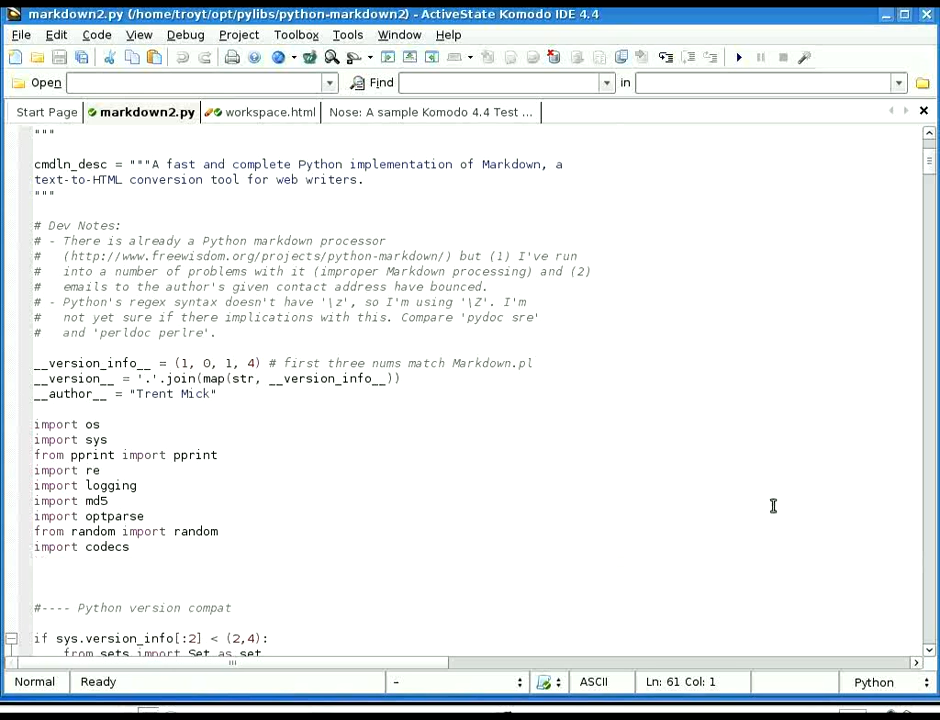 markdown2.py (/home/troyt/opt/pylibs/python-markdown2) - ActiveState Komodo IDE 4.4
File Edit Code View Debug Project Toolbox Tools Window Help
Open Find in
Start Page markdown2.py workspace.html Nose: A sample Komodo 4.4 Test ...
"""
cmdln_desc = """A fast and complete Python implementation of Markdown, a
text-to-HTML conversion tool for web writers.
"""
# Dev Notes:
# - There is already a Python markdown processor
#   (http://www.freewisdom.org/projects/python-markdown/) but (1) I've run
#   into a number of problems with it (improper Markdown processing) and (2)
#   emails to the author's given contact address have bounced.
# - Python's regex syntax doesn't have '\z', so I'm using '\Z'. I'm
#   not yet sure if there implications with this. Compare 'pydoc sre'
#   and 'perldoc perlre'.
__version_info__ = (1, 0, 1, 4) # first three nums match Markdown.pl
__version__ = '.'.join(map(str, __version_info__))
__author__ = "Trent Mick"
import os
import sys
from pprint import pprint
import re
import logging
import md5
import optparse
from random import random
import codecs
#---- Python version compat
if sys.version_info[:2] < (2,4):
    from sets import Set as set
Normal Ready - ASCII Ln: 61 Col: 1 Python